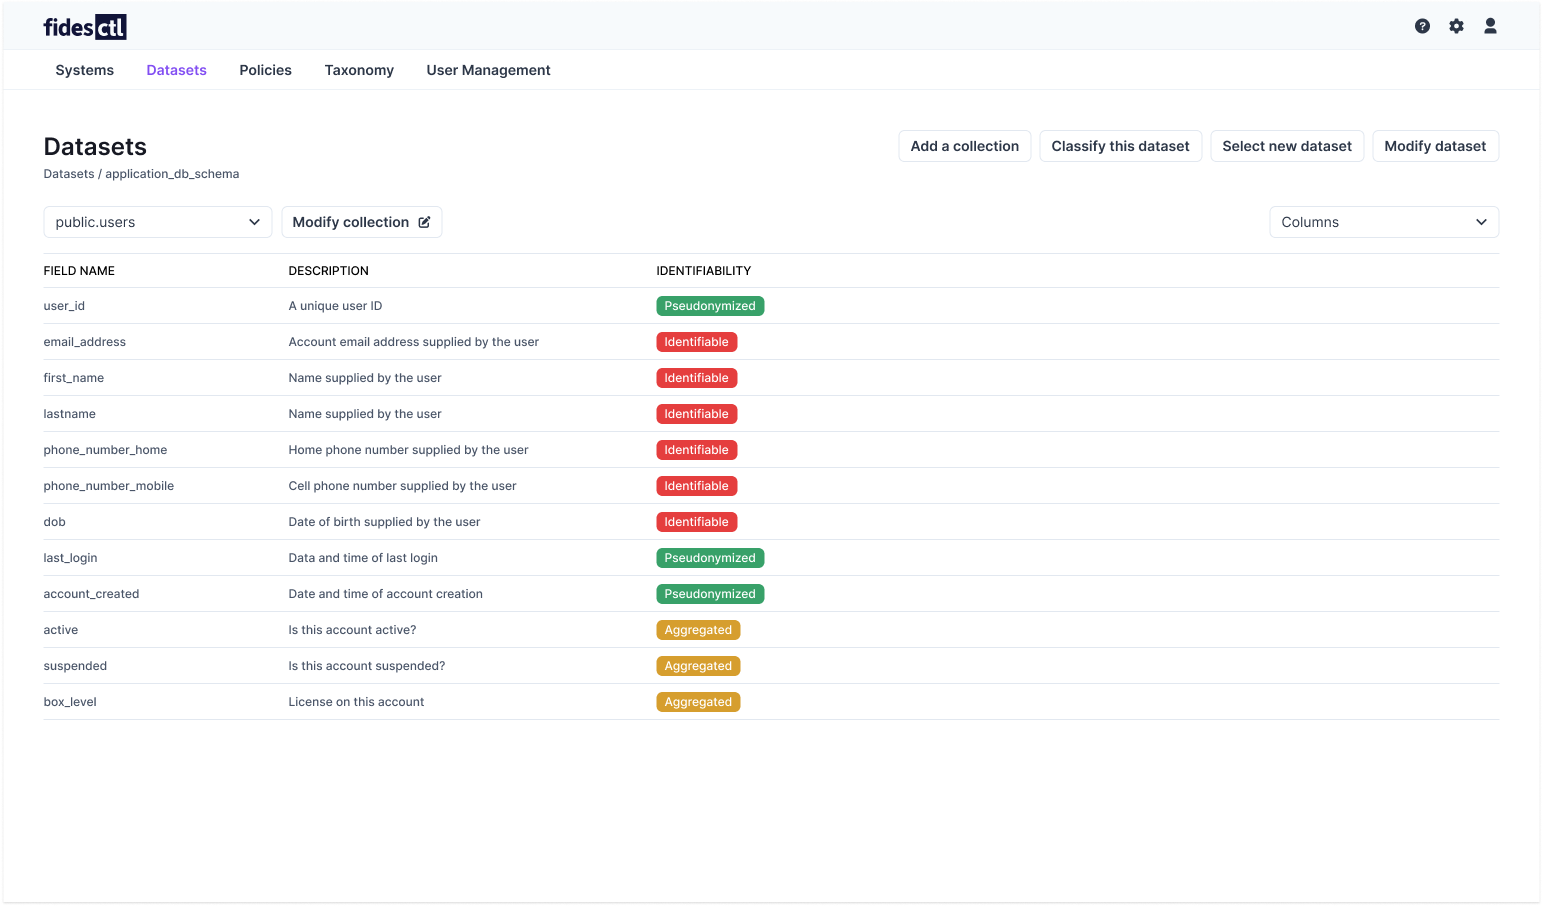 fidesctl
Systems Datasets Policies Taxonomy User Management
Datasets
Add a collection Classify this dataset Select new dataset Modify dataset
Datasets / application_db_schema
public.users Modify collection Columns
FIELD NAME DESCRIPTION IDENTIFIABILITY
user_id A unique user ID Pseudonymized
email_address Account email address supplied by the user Identifiable
first_name Name supplied by the user Identifiable
lastname Name supplied by the user Identifiable
phone_number_home Home phone number supplied by the user Identifiable
phone_number_mobile Cell phone number supplied by the user Identifiable
dob Date of birth supplied by the user Identifiable
last_login Data and time of last login Pseudonymized
account_created Date and time of account creation Pseudonymized
active Is this account active? Aggregated
suspended Is this account suspended? Aggregated
box_level License on this account Aggregated